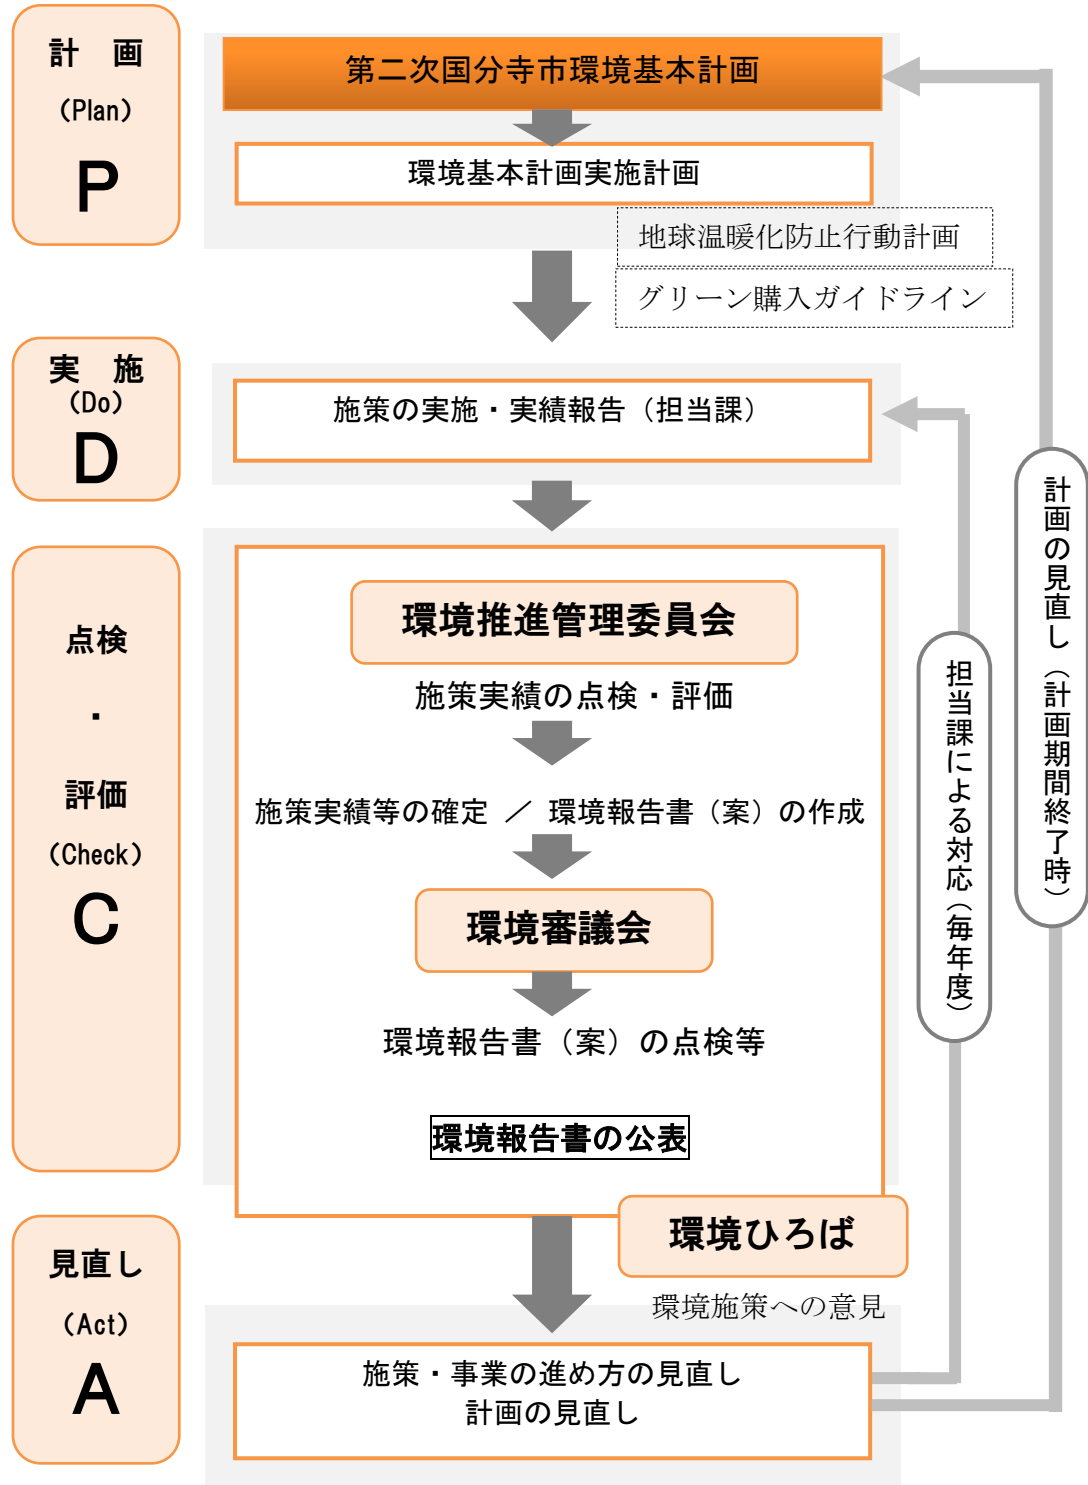 計　画
（Plan）
P
第二次国分寺市環境基本計画
環境基本計画実施計画
地球温暖化防止行動計画
グリーン購入ガイドライン
実　施
（Do）
D
施策の実施・実績報告（担当課）
点検
・
評価
（Check）
C
環境推進管理委員会
施策実績の点検・評価
施策実績等の確定　／　環境報告書（案）の作成
環境審議会
環境報告書（案）の点検等
環境報告書の公表
環境ひろば
環境施策への意見
見直し
（Act）
A
施策・事業の進め方の見直し
計画の見直し
担当課による対応（毎年度）
計画の見直し（計画期間終了時）